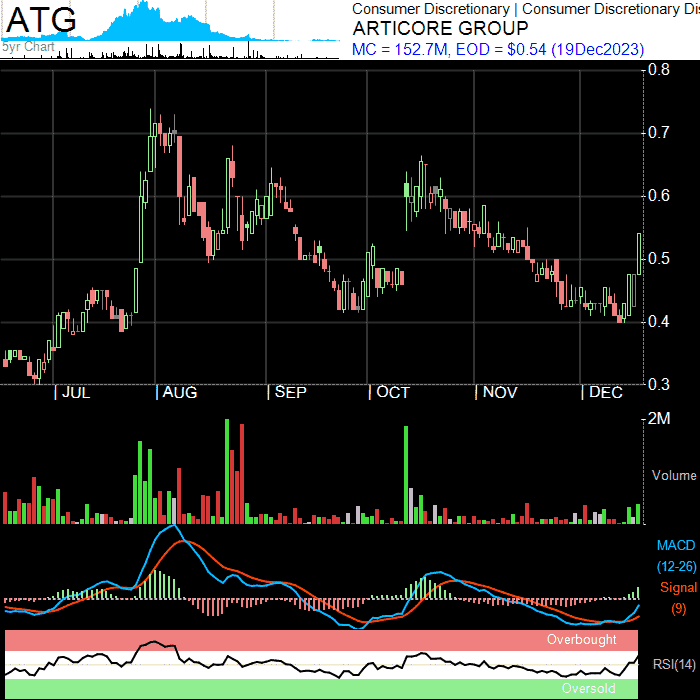 ATG
5yr Chart
Consumer Discretionary | Consumer Discretionary Dis
ARTICORE GROUP
MC = 152.7M, EOD = $0.54 (19Dec2023)
0.8
0.7
0.6
0.5
0.4
0.3
JUL AUG SEP OCT NOV DEC
2M
Volume
MACD
(12-26)
Signal
(9)
Overbought
RSI(14)
Oversold